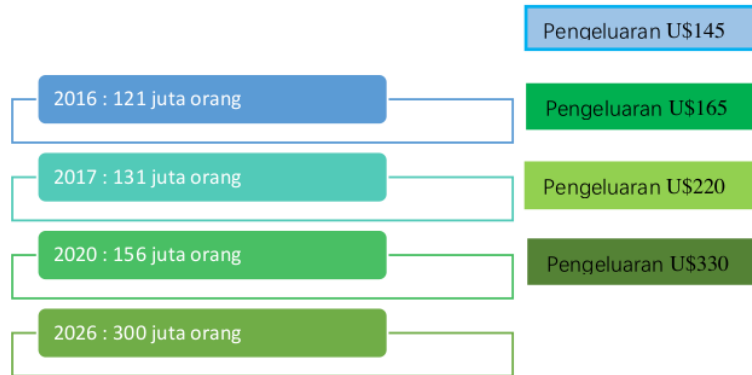 Pengeluaran U$145
2016 : 121 juta orang
Pengeluaran U$165
2017 : 131 juta orang
Pengeluaran U$220
2020 : 156 juta orang
Pengeluaran U$330
2026 : 300 juta orang